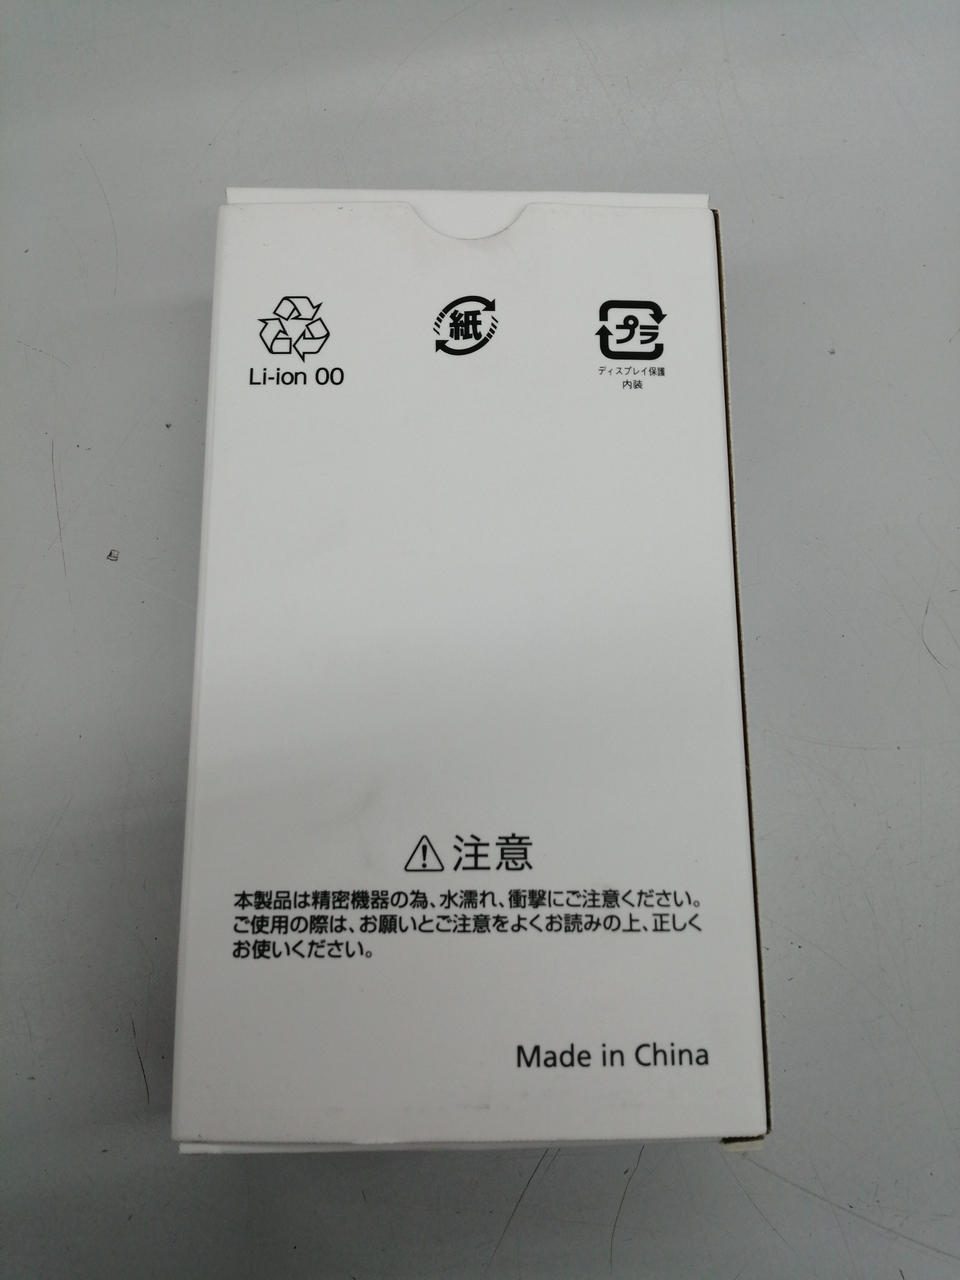 Li-ion 00
紙
プラ
ディスプレイ保護
内装
注意
本製品は精密機器の為、水濡れ、衝撃にご注意ください。
ご使用の際は、お願いとご注意をよくお読みの上、正しく
お使いください。
Made in China